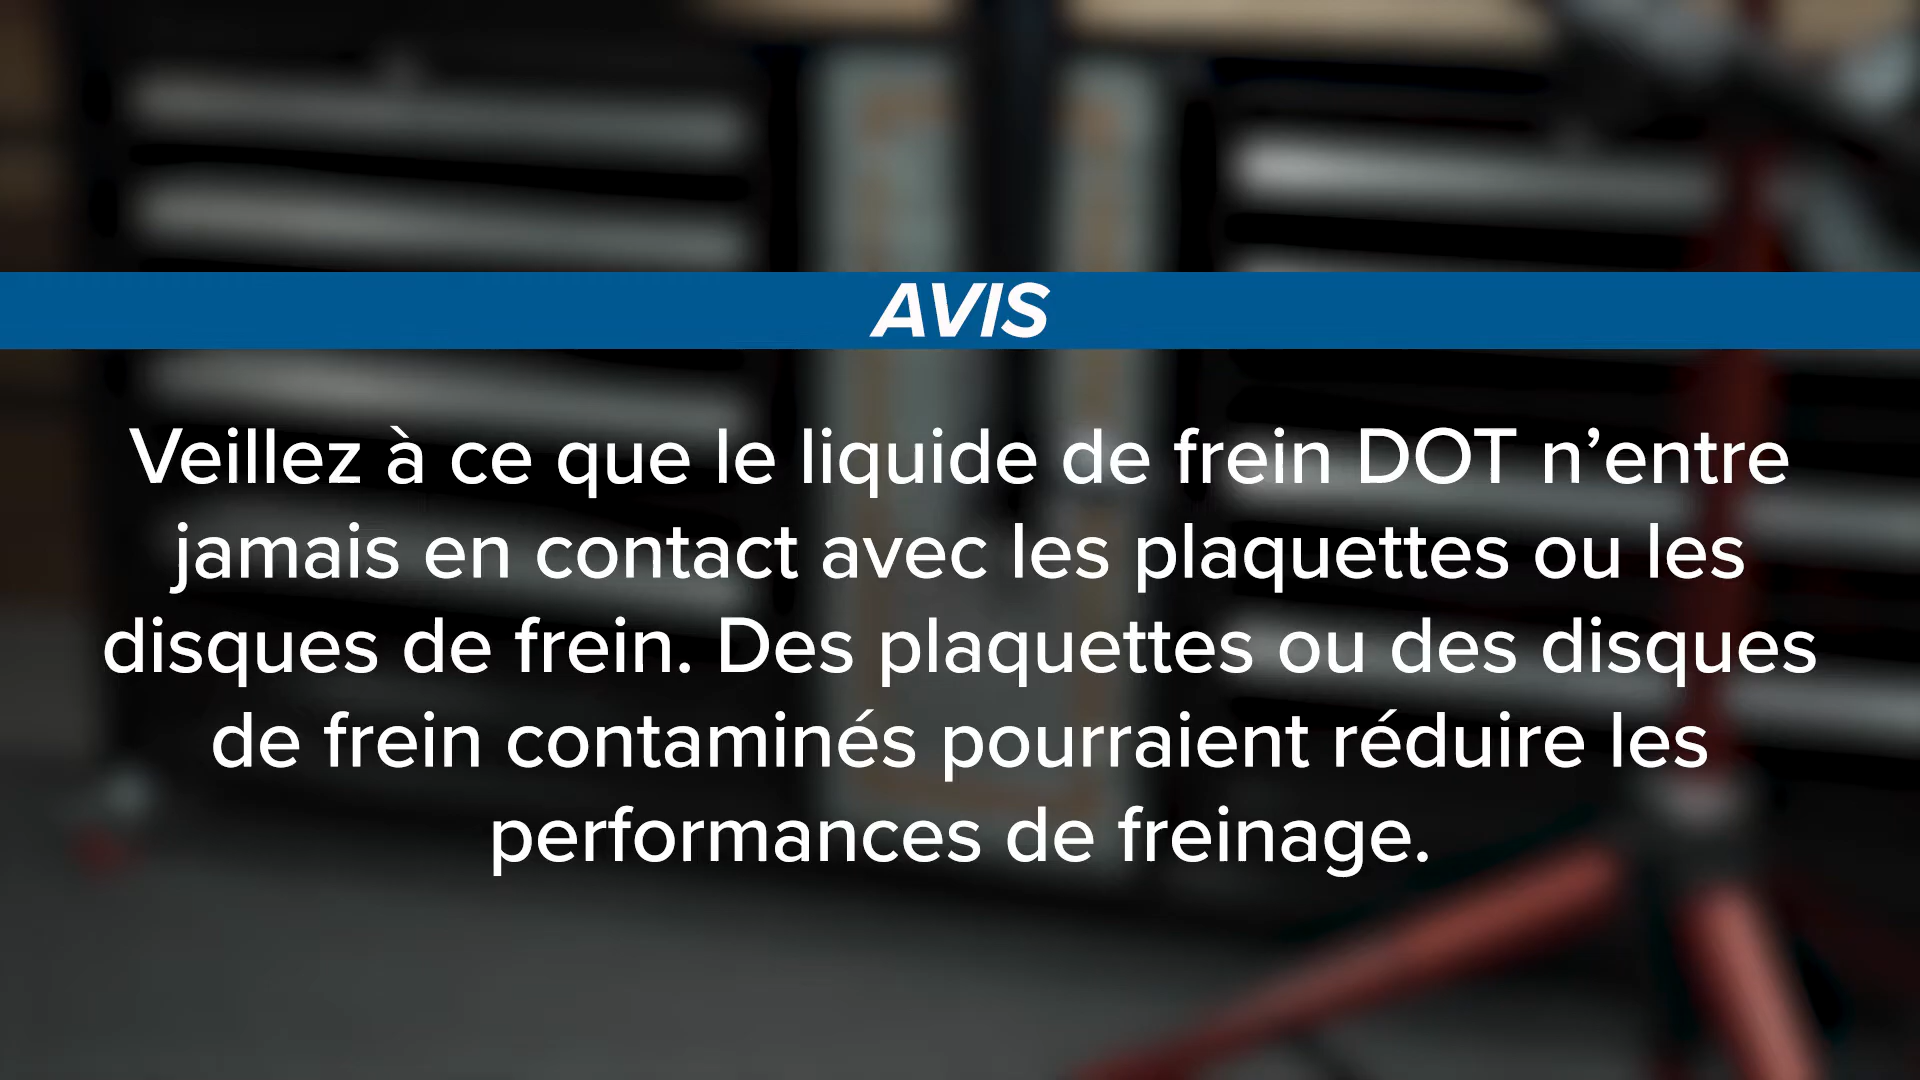 AVIS
Veillez à ce que le liquide de frein DOT n’entre
jamais en contact avec les plaquettes ou les
disques de frein. Des plaquettes ou des disques
de frein contaminés pourraient réduire les
performances de freinage.